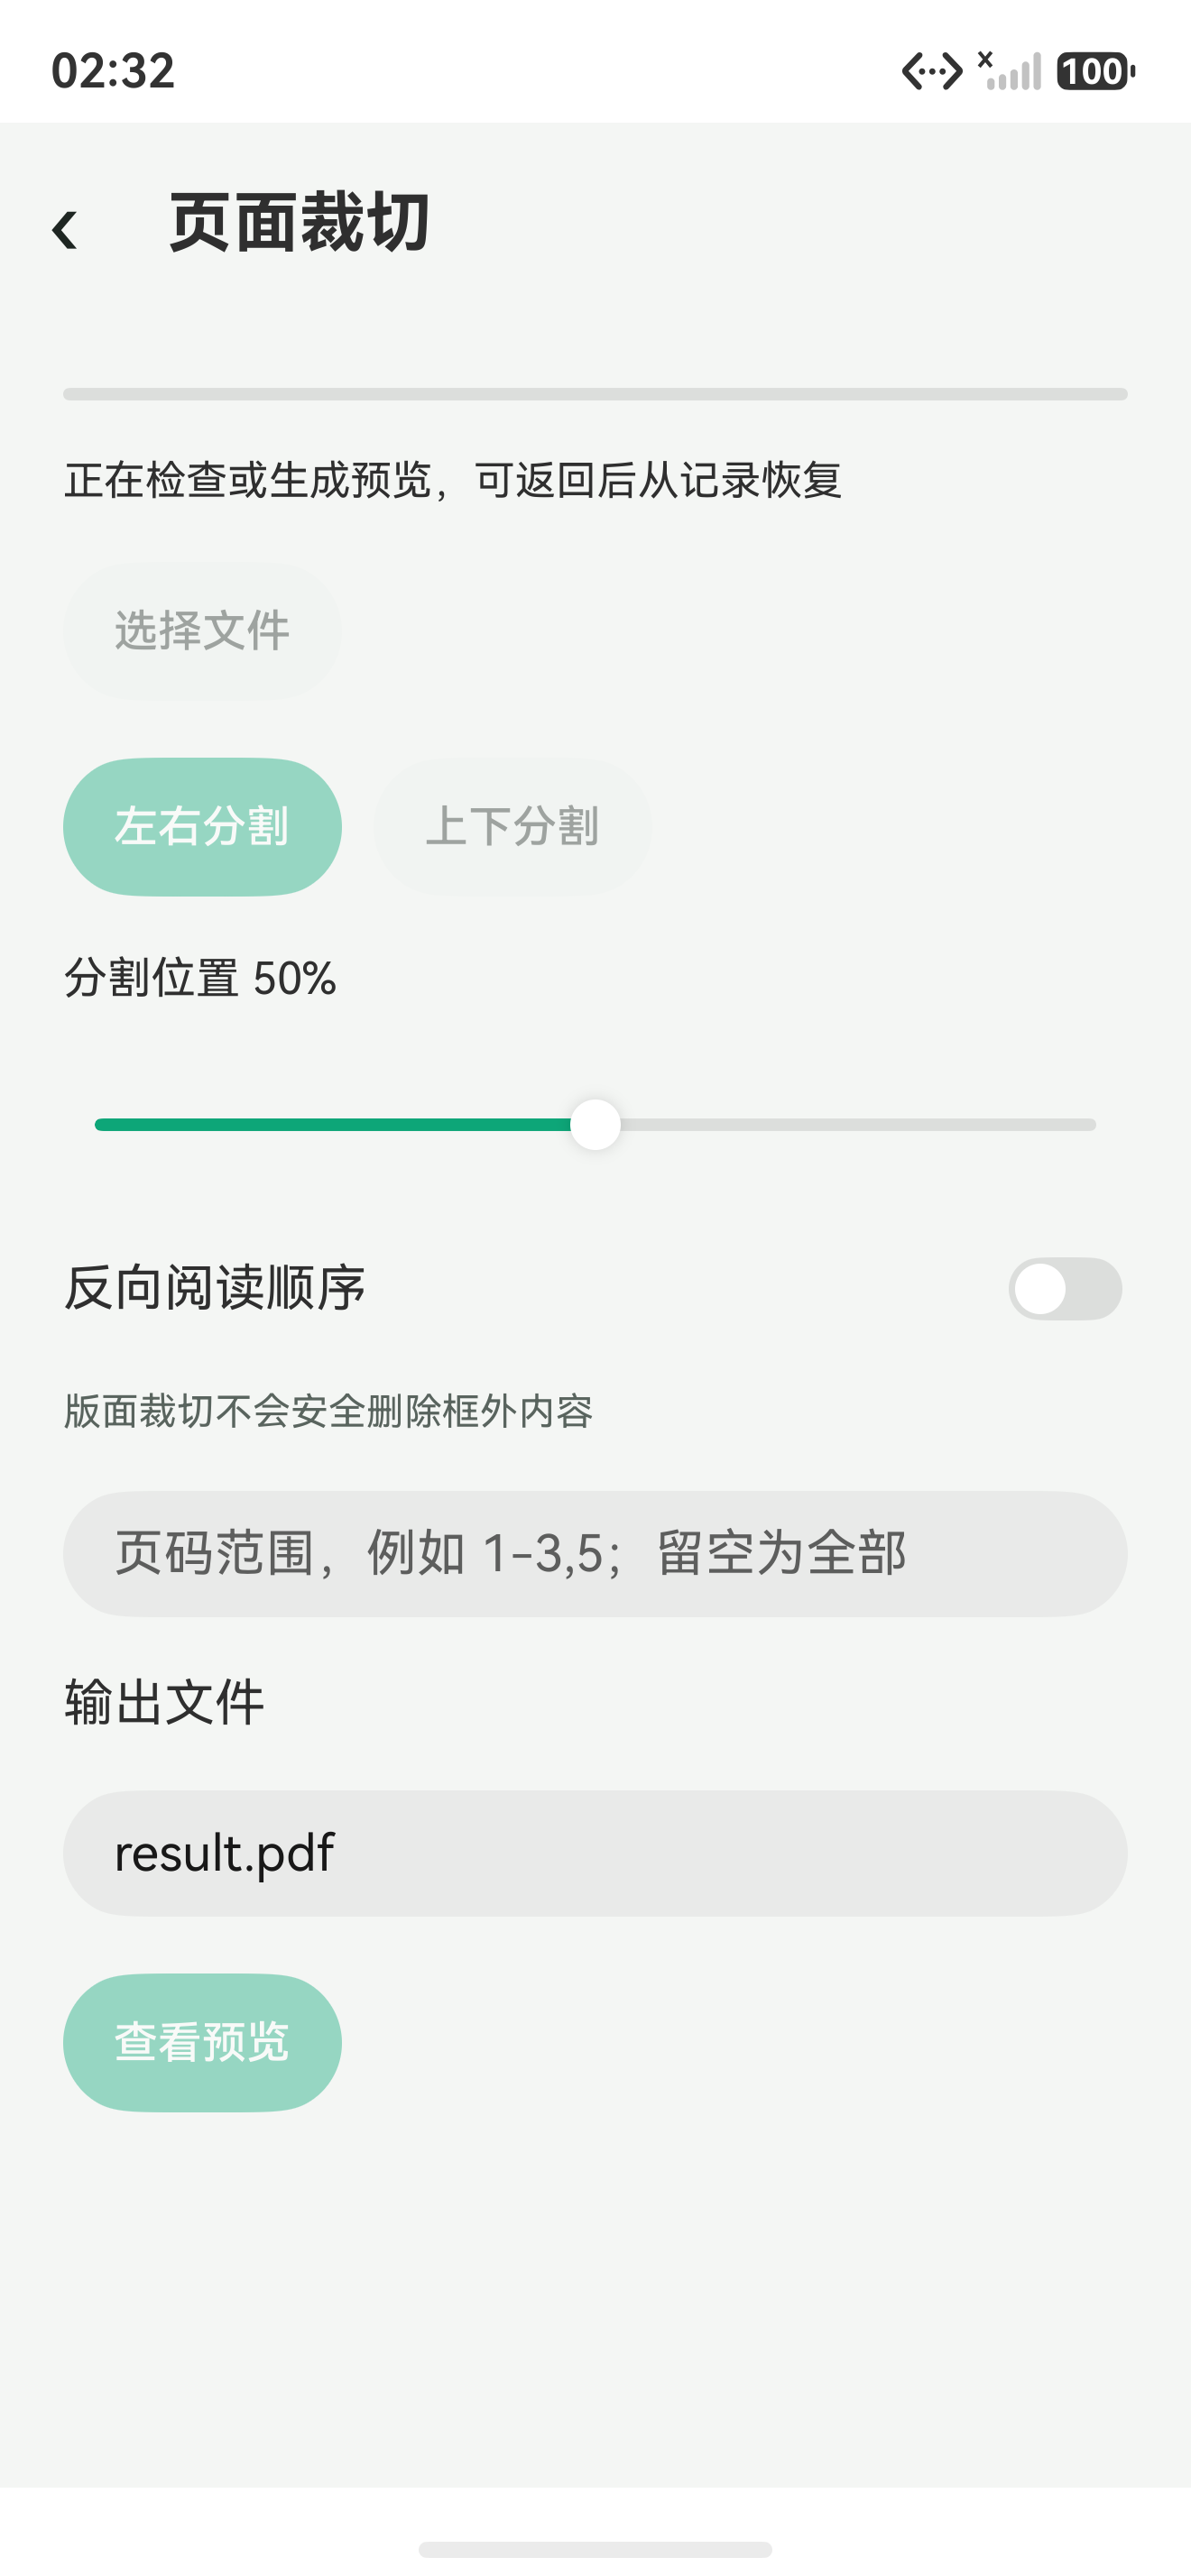 02:32
100
页面裁切
正在检查或生成预览，可返回后从记录恢复
选择文件
左右分割 上下分割
分割位置 50%
反向阅读顺序
版面裁切不会安全删除框外内容
页码范围，例如 1-3,5；留空为全部
输出文件
result.pdf
查看预览